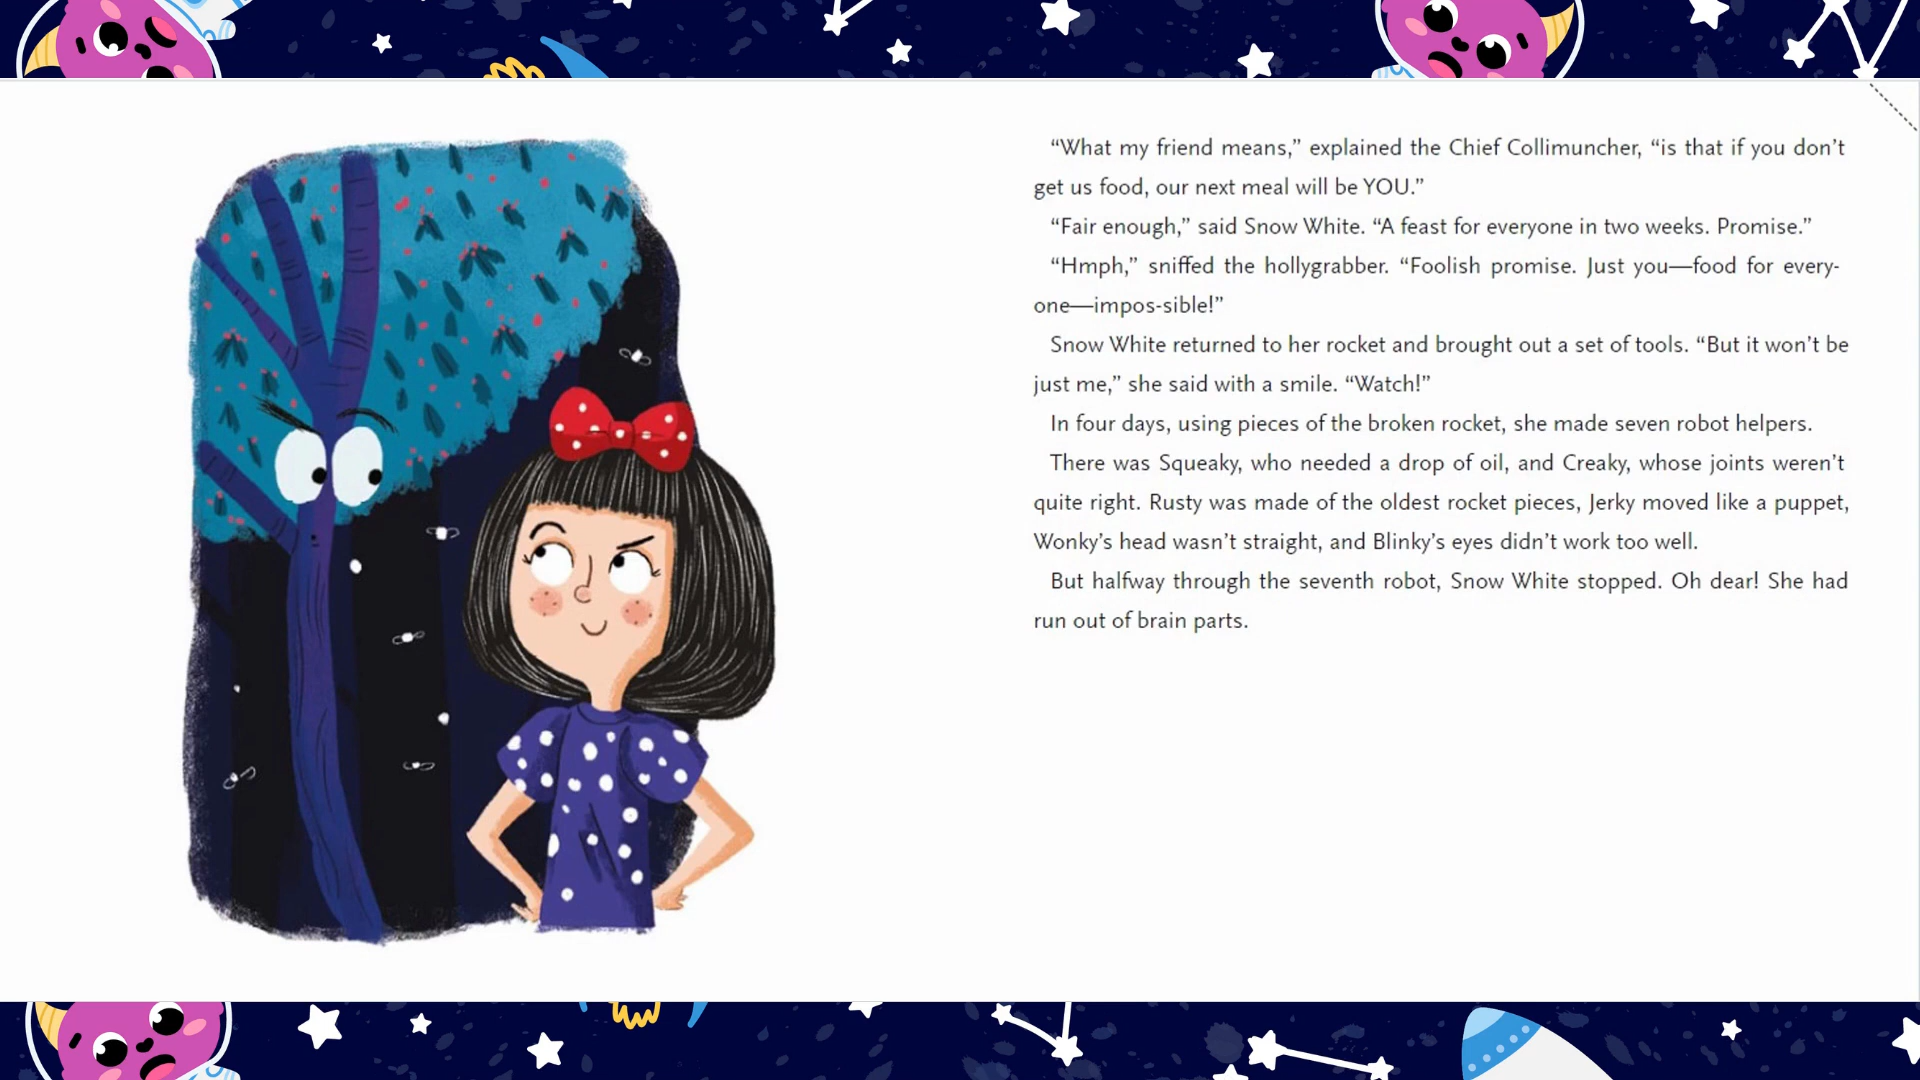 “What my friend means,” explained the Chief Collimuncher, “is that if you don’t
get us food, our next meal will be YOU.”
“Fair enough,” said Snow White. “A feast for everyone in two weeks. Promise.”
“Hmph,” sniffed the hollygrabber. “Foolish promise. Just you—food for every-
one—impos-sible!”
Snow White returned to her rocket and brought out a set of tools. “But it won’t be
just me,” she said with a smile. “Watch!”
In four days, using pieces of the broken rocket, she made seven robot helpers.
There was Squeaky, who needed a drop of oil, and Creaky, whose joints weren’t
quite right. Rusty was made of the oldest rocket pieces, Jerky moved like a puppet,
Wonky’s head wasn’t straight, and Blinky’s eyes didn’t work too well.
But halfway through the seventh robot, Snow White stopped. Oh dear! She had
run out of brain parts.